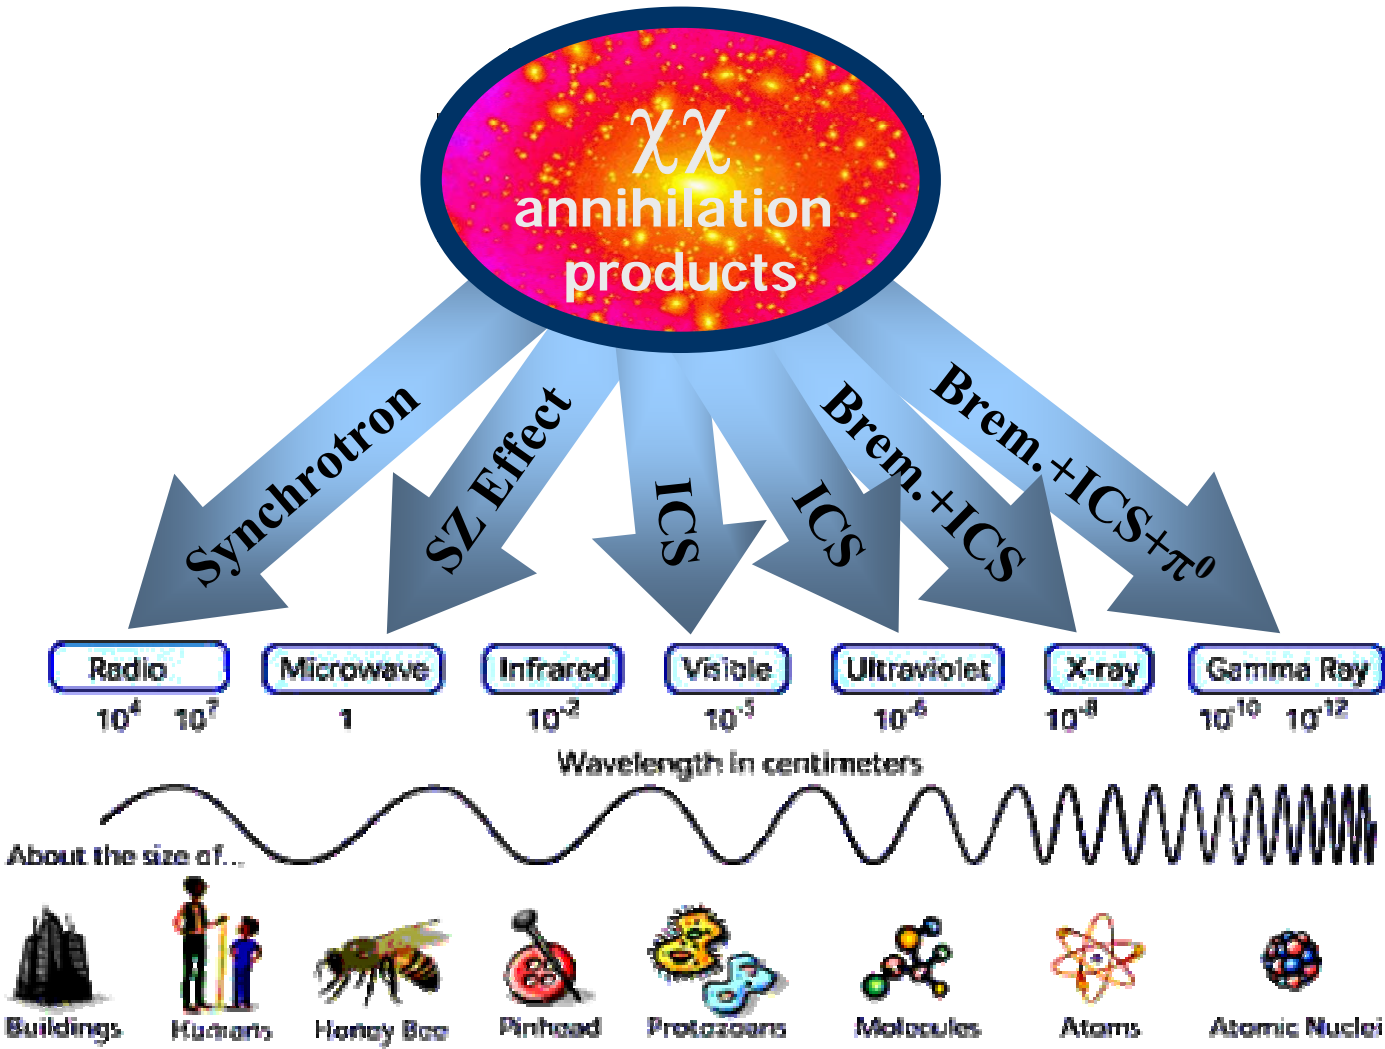 χχ
annihilation
products
Synchrotron
SZ Effect
ICS
ICS
Brem.+ICS
Brem.+ICS+π⁰
Radio Microwave Infrared Visible Ultraviolet X-ray Gamma Ray
10⁴ 10² 1 10⁻² 10⁻⁵ 10⁻⁶ 10⁻⁸ 10⁻¹⁰ 10⁻¹²
Wavelength in centimeters
About the size of...
Buildings Humans Honey Bee Pinhead Protozoans Molecules Atoms Atomic Nuclei